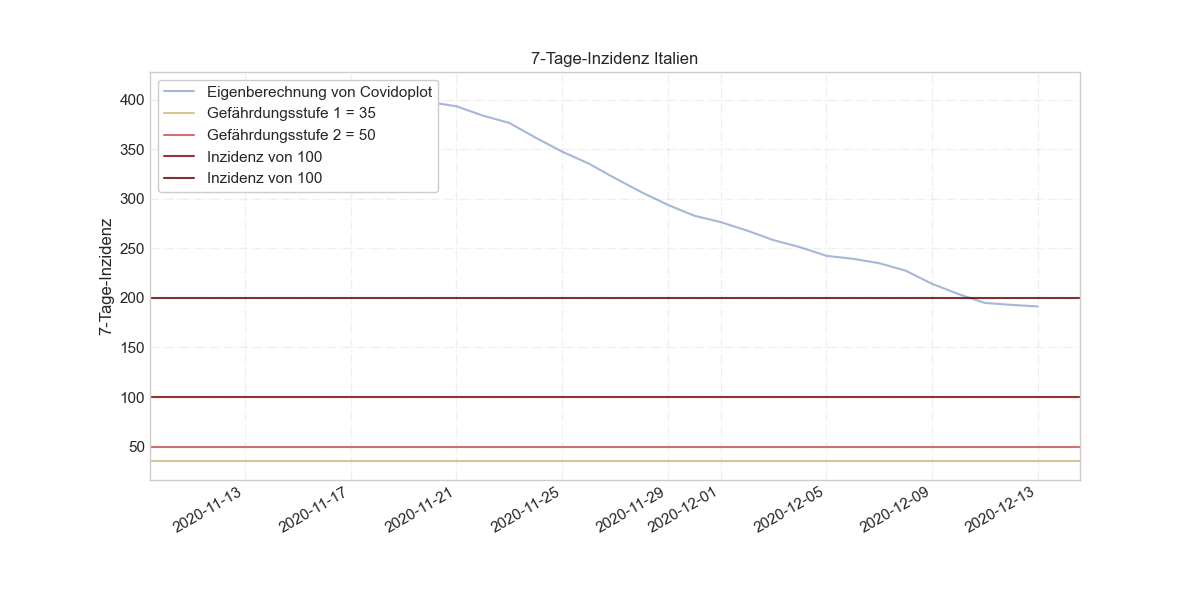 7-Tage-Inzidenz Italien
Eigenberechnung von Covidoplot
Gefährdungsstufe 1 = 35
Gefährdungsstufe 2 = 50
Inzidenz von 100
Inzidenz von 100
7-Tage-Inzidenz
400
350
300
250
200
150
100
50
2020-11-13
2020-11-17
2020-11-21
2020-11-25
2020-11-29
2020-12-01
2020-12-05
2020-12-09
2020-12-13